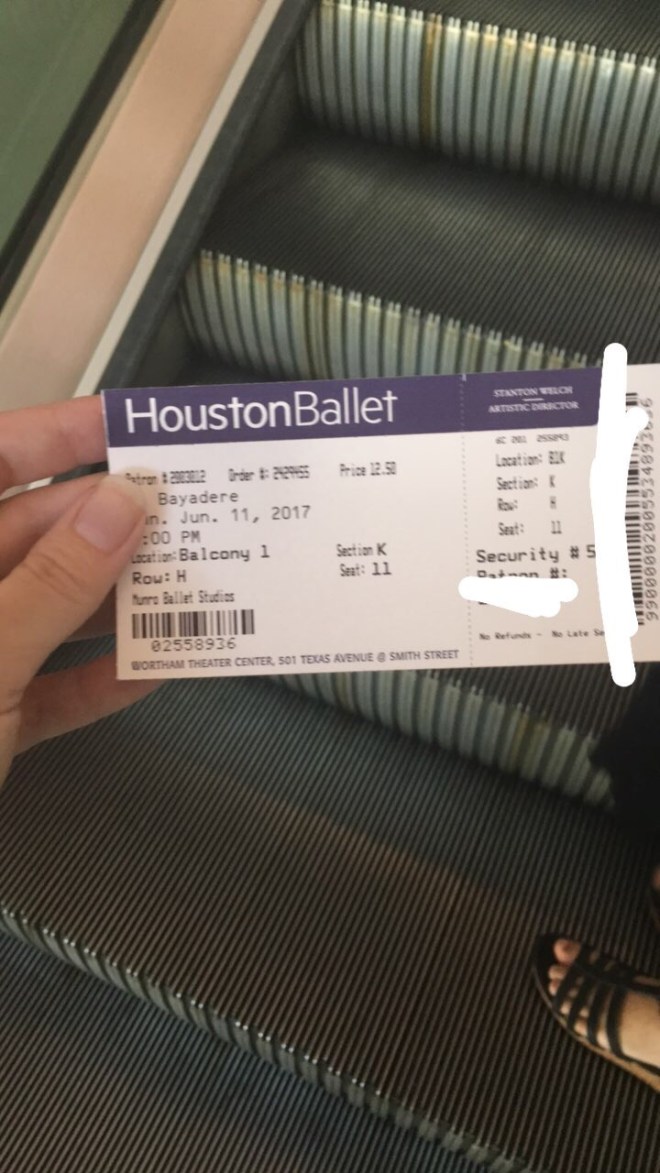 HoustonBallet
STANTON WELCH
ARTISTIC DIRECTOR
Order #: 2429455 Price 12.50
Bayadere
Jun. 11, 2017
:00 PM
Location: Balcony 1 Section K
Row: H Seat: 11
Munro Ballet Studios
02558936
WORTHAM THEATER CENTER, 501 TEXAS AVENUE @ SMITH STREET
Location: B1K
Section: K
Row: H
Seat: 11
Security # 5
Patron #:
No Refunds - No Late